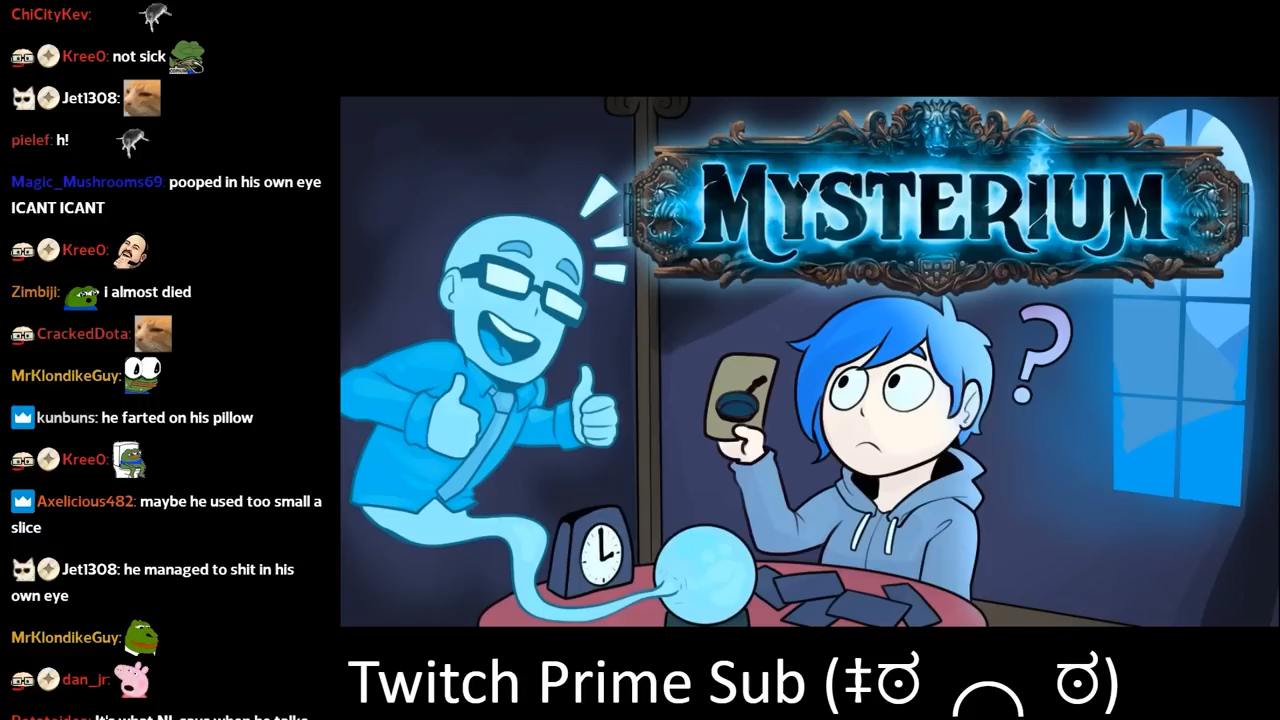 ChiCityKev:
Kree0: not sick
Jet1308:
pielef: h!
Magic_Mushrooms69: pooped in his own eye
ICANT ICANT
Kree0:
Zimbiji: i almost died
CrackedDota:
MrKlondikeGuy:
kunbuns: he farted on his pillow
Kree0:
Axelicious482: maybe he used too small a
slice
Jet1308: he managed to shit in his
own eye
MrKlondikeGuy:
dan_jr:
MYSTERIUM
?
Twitch Prime Sub (‡ಠ ⁔ ಠ)